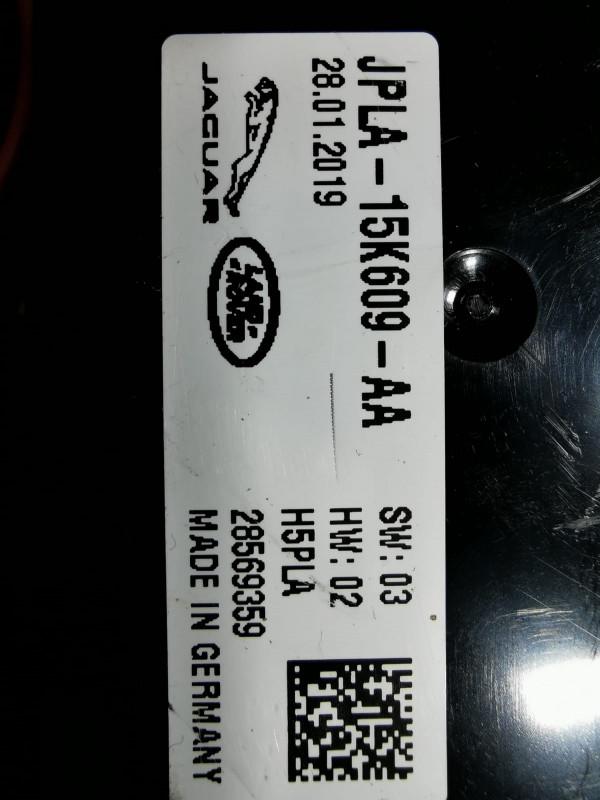 JPLA-15K609-AA
28.01.2019
JAGUAR
LAND-
ROVER
SW:03
HW:02
H5PLA
28569359
MADE IN GERMANY